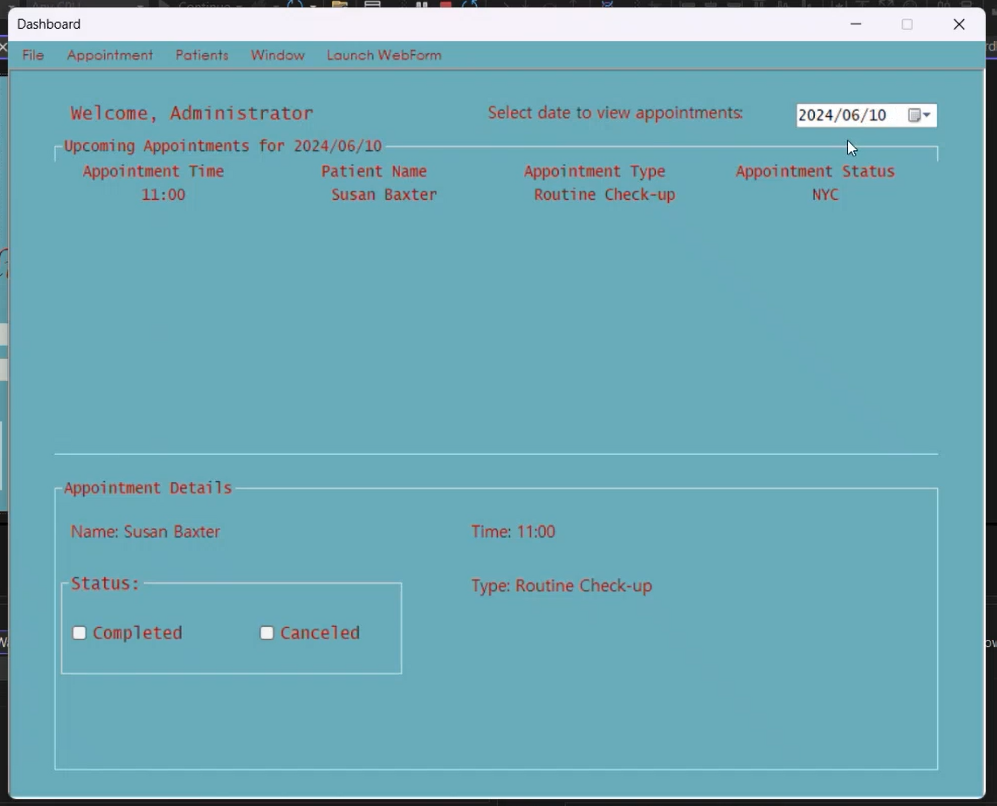 Dashboard
File Appointment Patients Window Launch WebForm
Welcome, Administrator Select date to view appointments: 2024/06/10
Upcoming Appointments for 2024/06/10
Appointment Time Patient Name Appointment Type Appointment Status
11:00 Susan Baxter Routine Check-up NYC
Appointment Details
Name: Susan Baxter Time: 11:00
Status:
Type: Routine Check-up
Completed Canceled